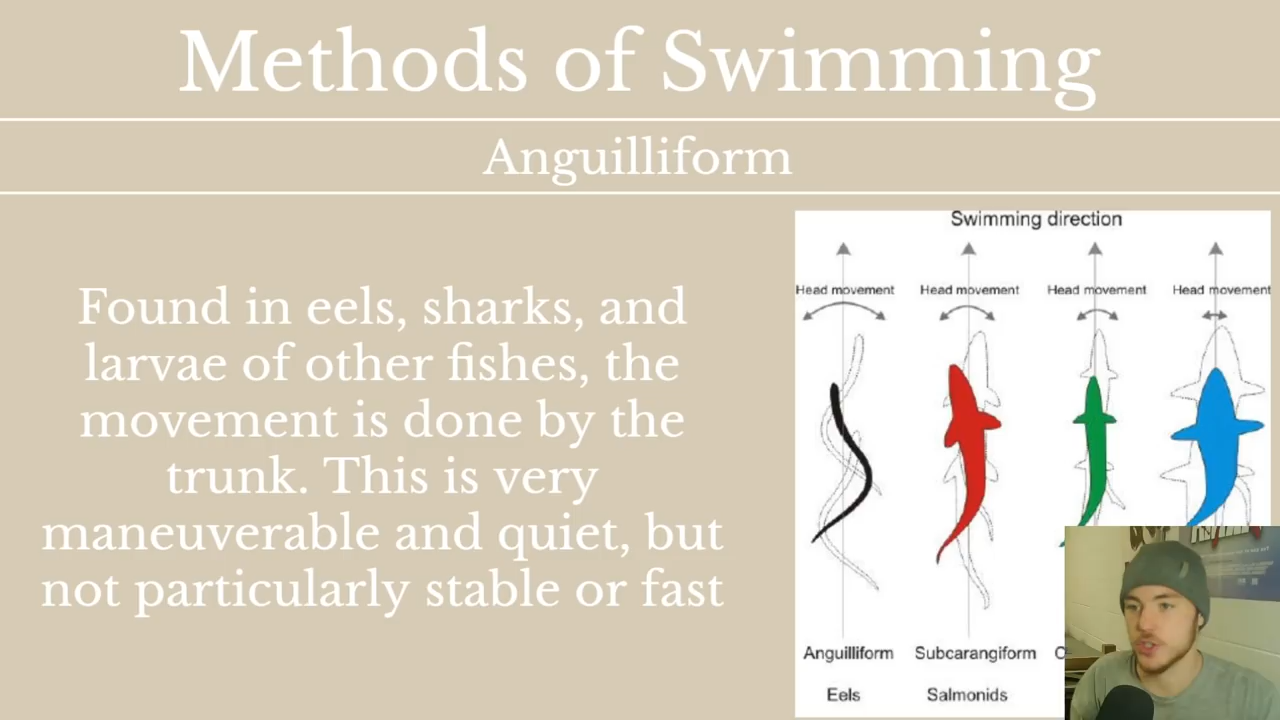 Methods of Swimming
Anguilliform
Found in eels, sharks, and
larvae of other fishes, the
movement is done by the
trunk. This is very
maneuverable and quiet, but
not particularly stable or fast
Swimming direction
Head movement Head movement Head movement Head movement
Anguilliform Subcarangiform
Eels Salmonids